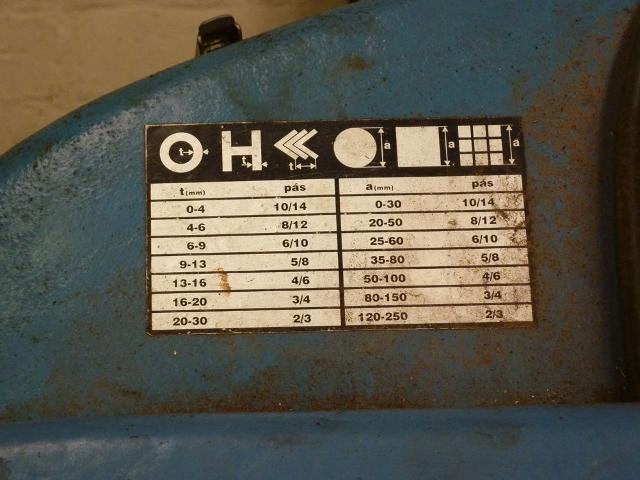 t t t a a a
t(mm) pás a(mm) pás
0-4 10/14 0-30 10/14
4-6 8/12 20-50 8/12
6-9 6/10 25-60 6/10
9-13 5/8 35-80 5/8
13-16 4/6 50-100 4/6
16-20 3/4 80-150 3/4
20-30 2/3 120-250 2/3